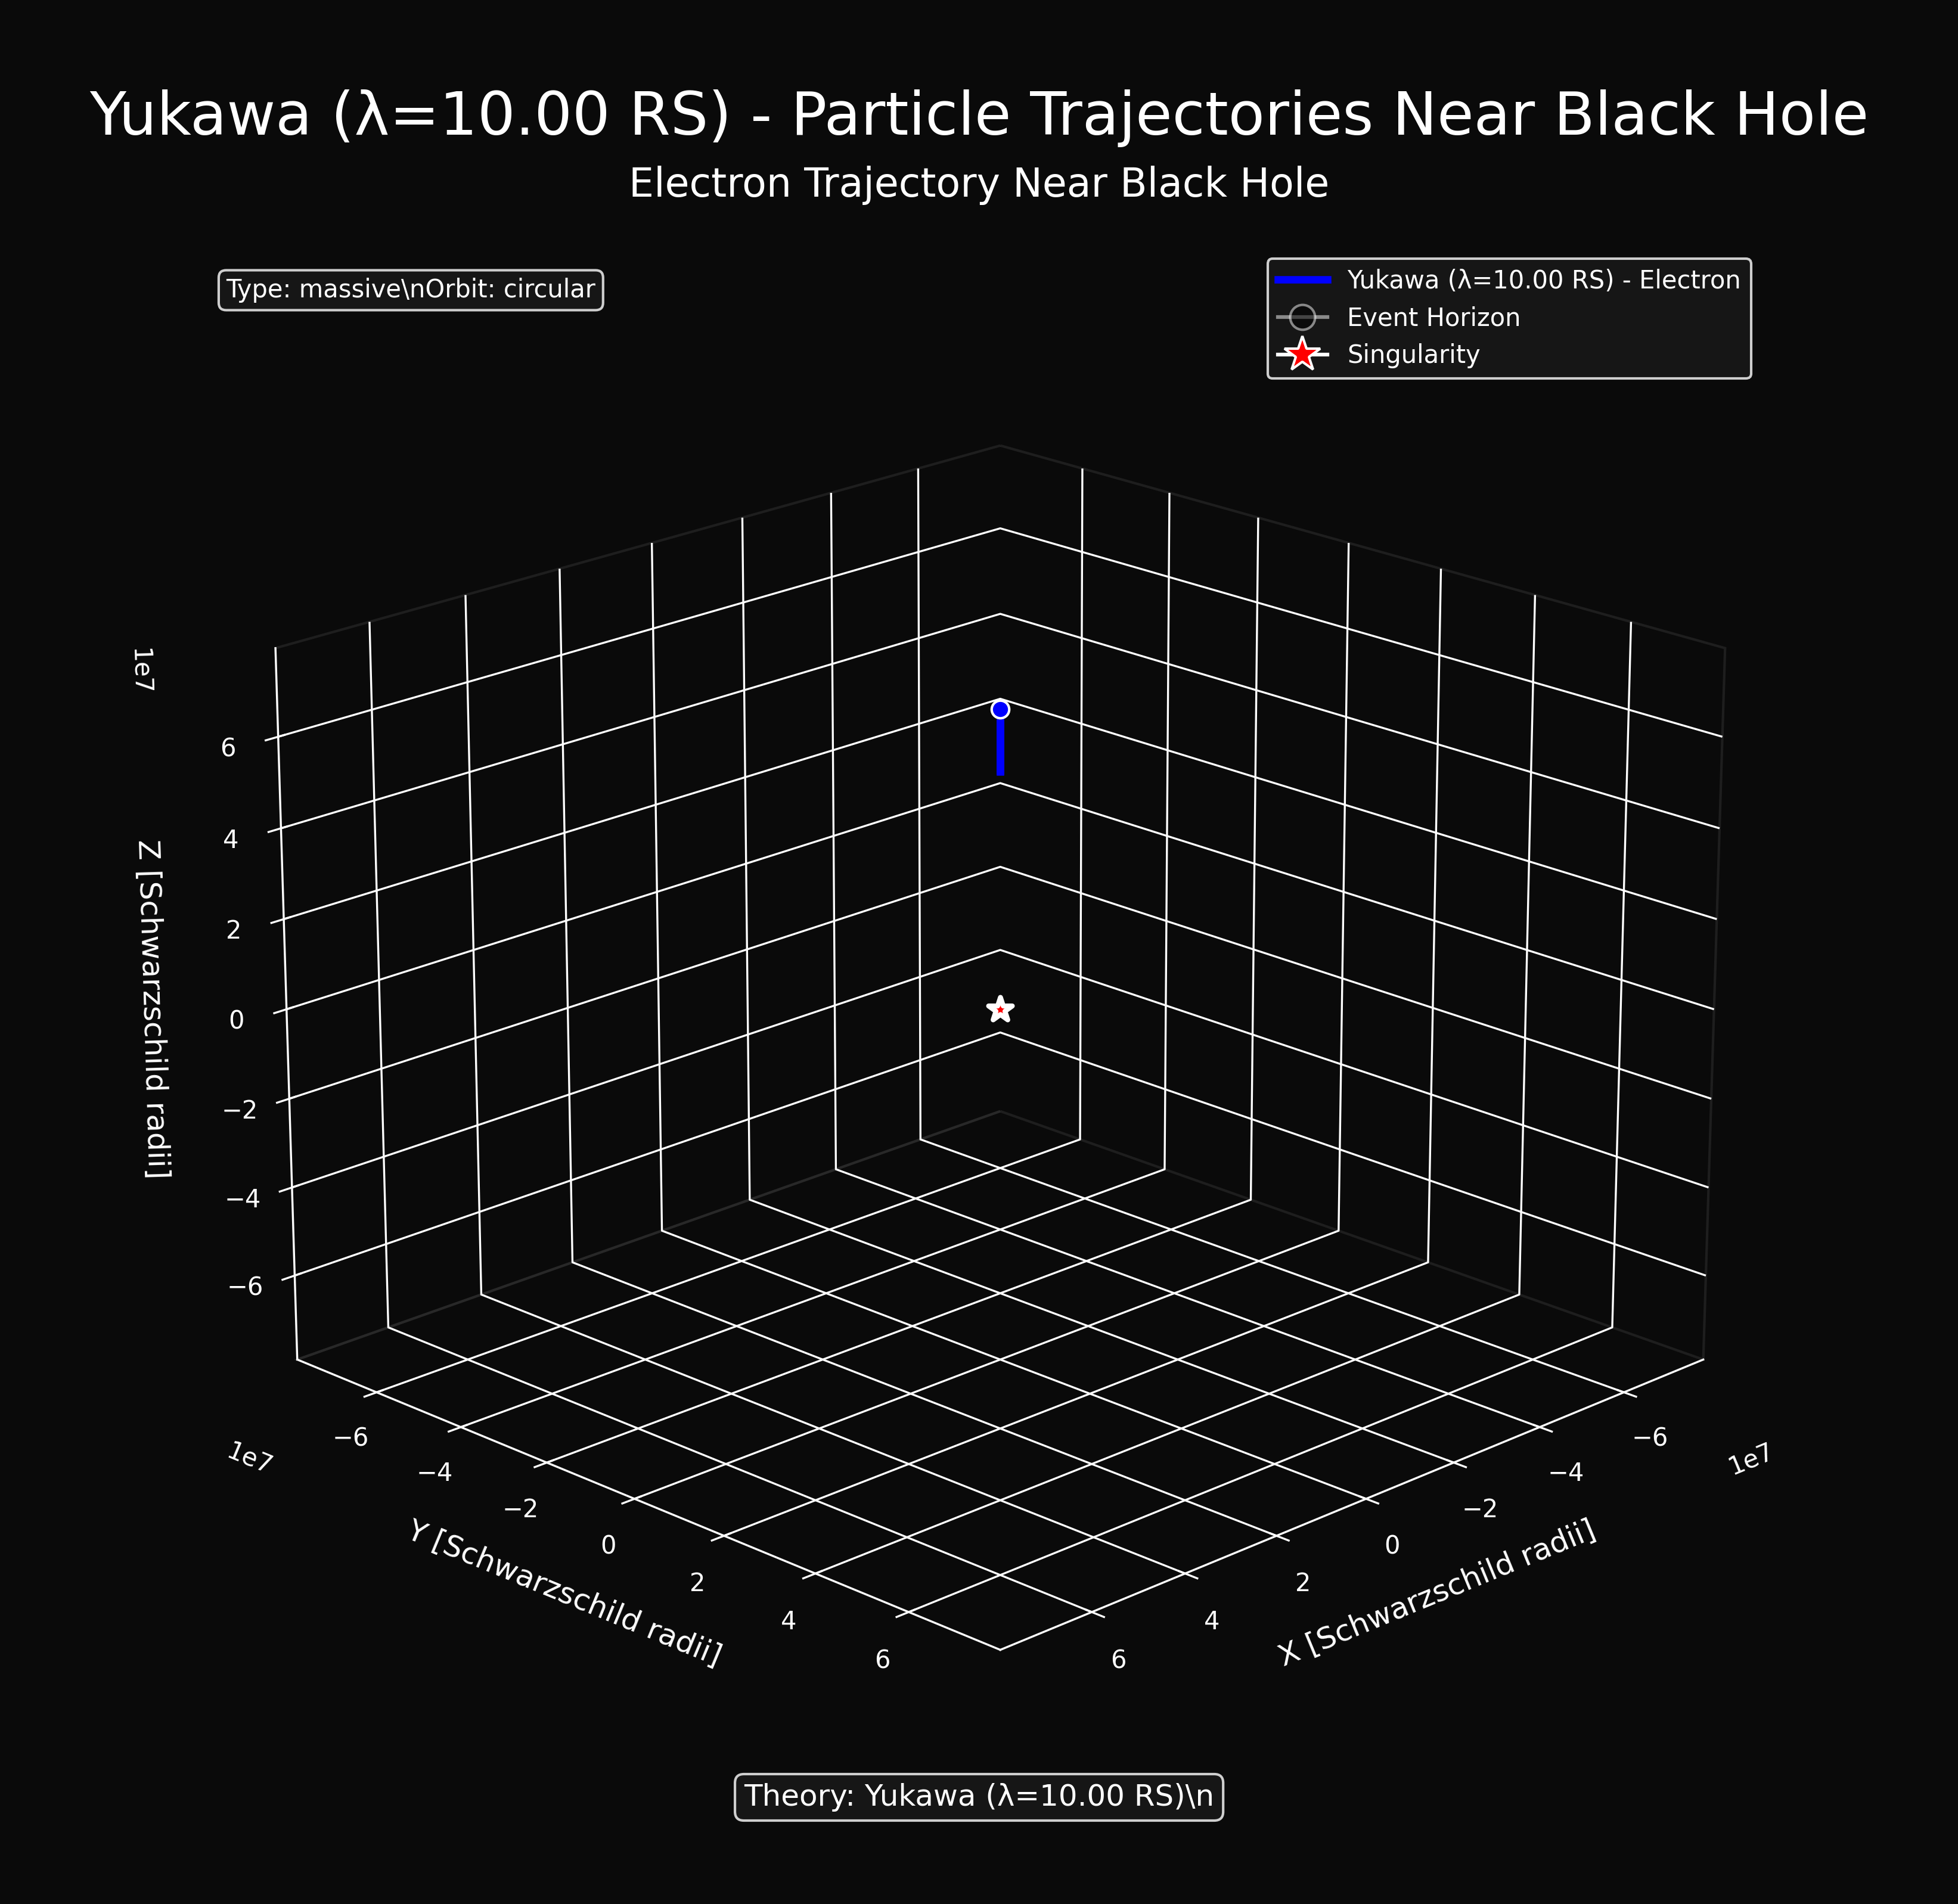 Yukawa (λ=10.00 RS) - Particle Trajectories Near Black Hole
Electron Trajectory Near Black Hole
Type: massive\nOrbit: circular
Yukawa (λ=10.00 RS) - Electron
Event Horizon
Singularity
1e7
6
4
2
0
−2
−4
−6
Z [Schwarzschild radii]
1e7
−6
−4
−2
0
2
4
6
Y [Schwarzschild radii]
1e7
−6
−4
−2
0
2
4
6
X [Schwarzschild radii]
Theory: Yukawa (λ=10.00 RS)\n